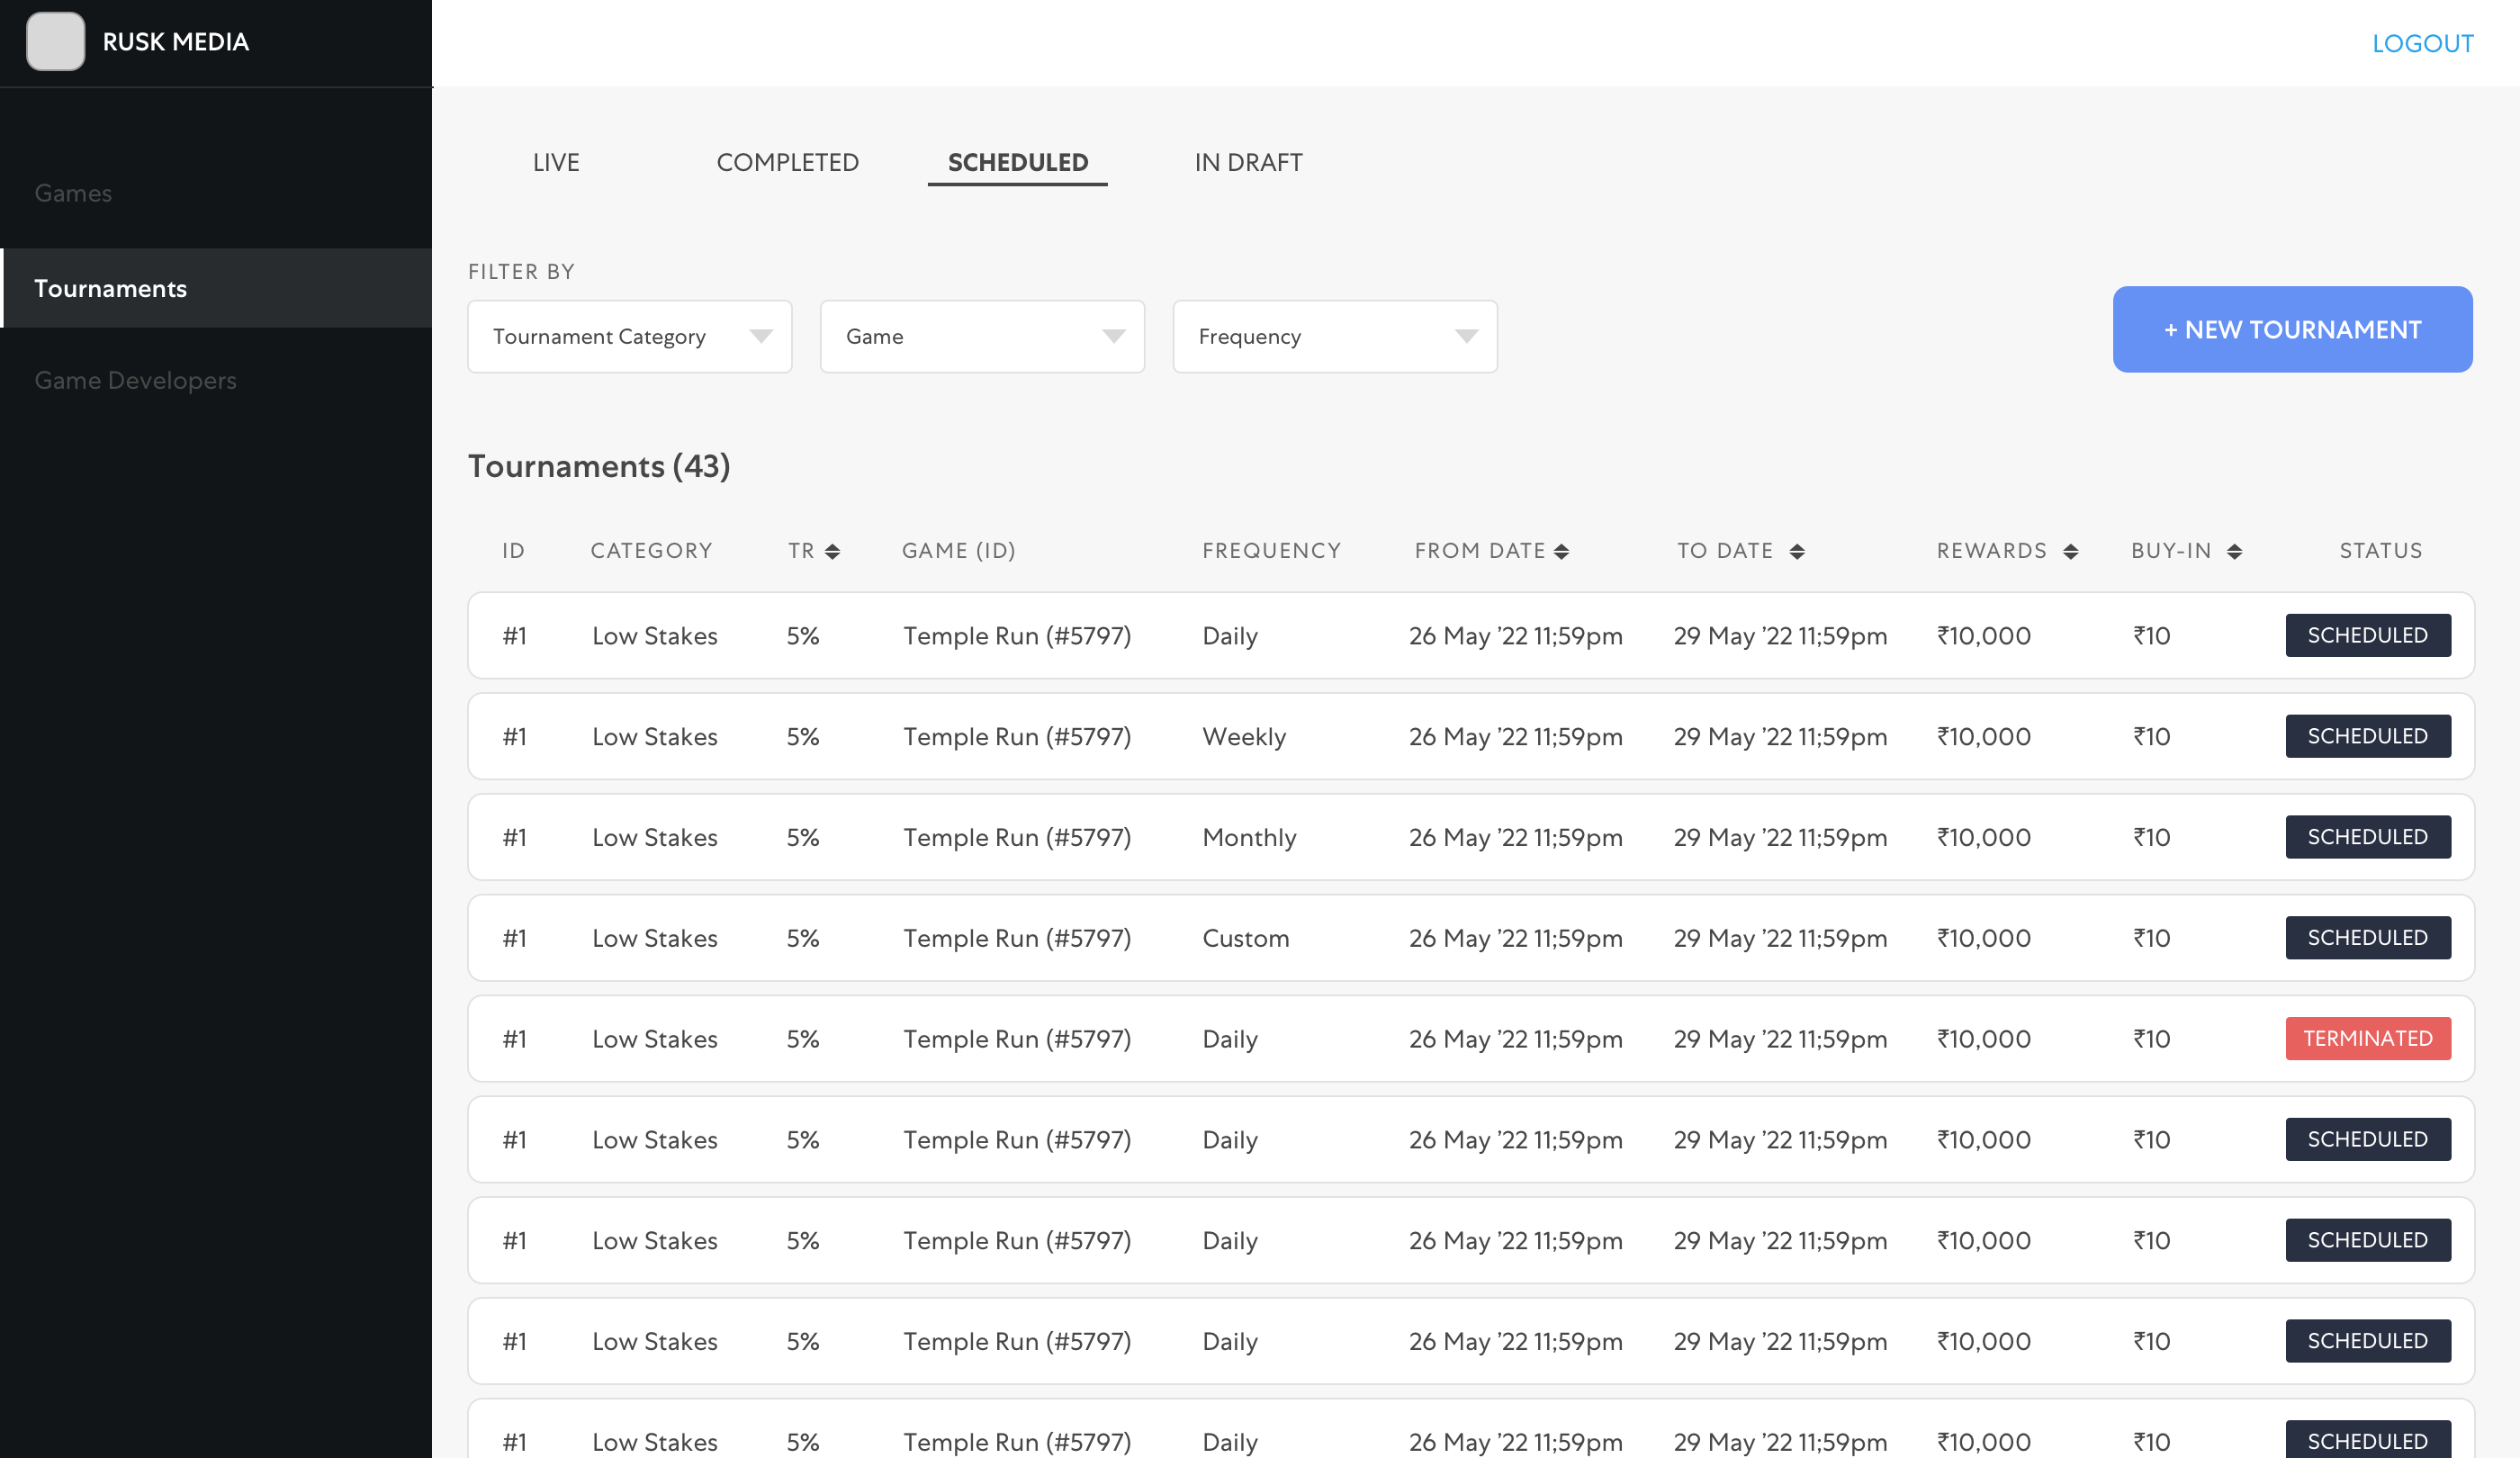 RUSK MEDIA
LOGOUT
Games
Tournaments
Game Developers
LIVE COMPLETED SCHEDULED IN DRAFT
FILTER BY
Tournament Category Game Frequency
+ NEW TOURNAMENT
Tournaments (43)
ID CATEGORY TR GAME (ID) FREQUENCY FROM DATE TO DATE REWARDS BUY-IN STATUS
#1 Low Stakes 5% Temple Run (#5797) Daily 26 May ’22 11;59pm 29 May ’22 11;59pm ₹10,000 ₹10 SCHEDULED
#1 Low Stakes 5% Temple Run (#5797) Weekly 26 May ’22 11;59pm 29 May ’22 11;59pm ₹10,000 ₹10 SCHEDULED
#1 Low Stakes 5% Temple Run (#5797) Monthly 26 May ’22 11;59pm 29 May ’22 11;59pm ₹10,000 ₹10 SCHEDULED
#1 Low Stakes 5% Temple Run (#5797) Custom 26 May ’22 11;59pm 29 May ’22 11;59pm ₹10,000 ₹10 SCHEDULED
#1 Low Stakes 5% Temple Run (#5797) Daily 26 May ’22 11;59pm 29 May ’22 11;59pm ₹10,000 ₹10 TERMINATED
#1 Low Stakes 5% Temple Run (#5797) Daily 26 May ’22 11;59pm 29 May ’22 11;59pm ₹10,000 ₹10 SCHEDULED
#1 Low Stakes 5% Temple Run (#5797) Daily 26 May ’22 11;59pm 29 May ’22 11;59pm ₹10,000 ₹10 SCHEDULED
#1 Low Stakes 5% Temple Run (#5797) Daily 26 May ’22 11;59pm 29 May ’22 11;59pm ₹10,000 ₹10 SCHEDULED
#1 Low Stakes 5% Temple Run (#5797) Daily 26 May ’22 11;59pm 29 May ’22 11;59pm ₹10,000 ₹10 SCHEDULED